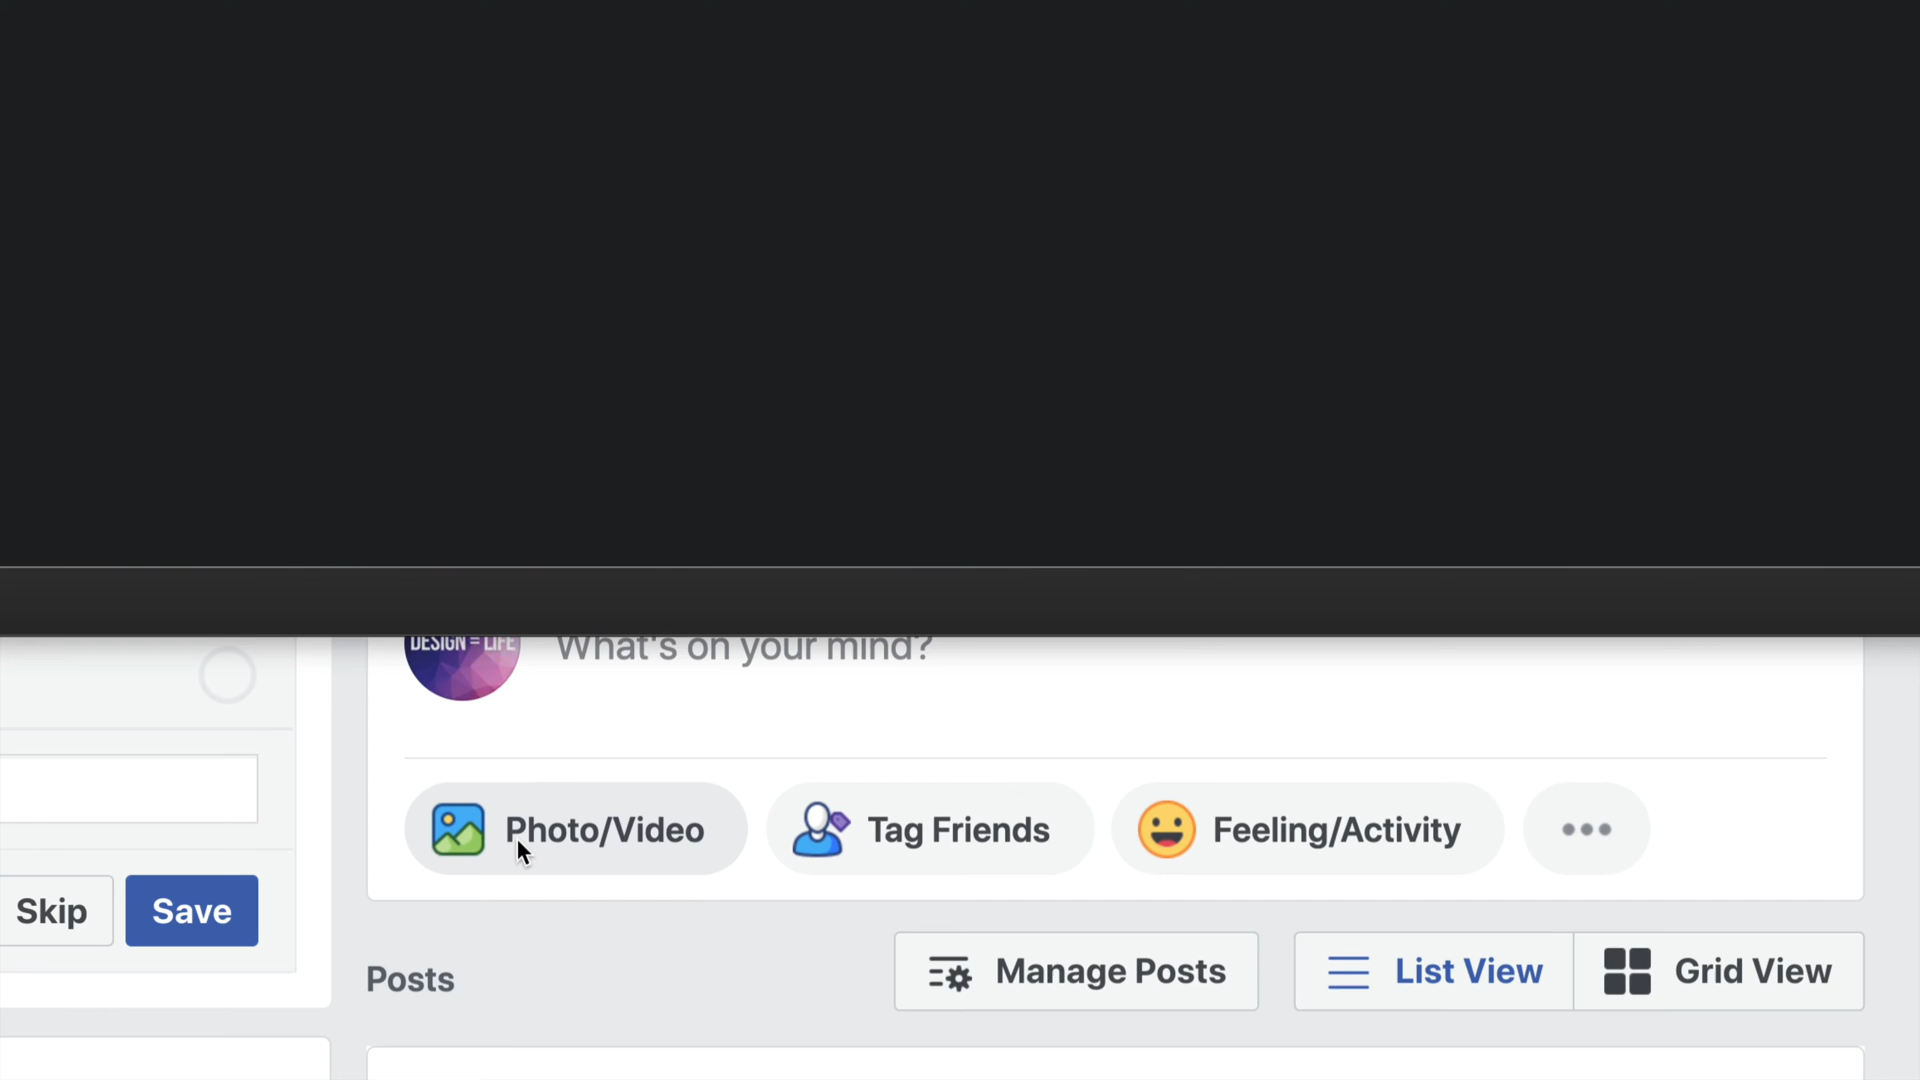 DESIGN = LIFE
What's on your mind?
Photo/Video
Tag Friends
Feeling/Activity
Skip
Save
Posts
Manage Posts
List View
Grid View